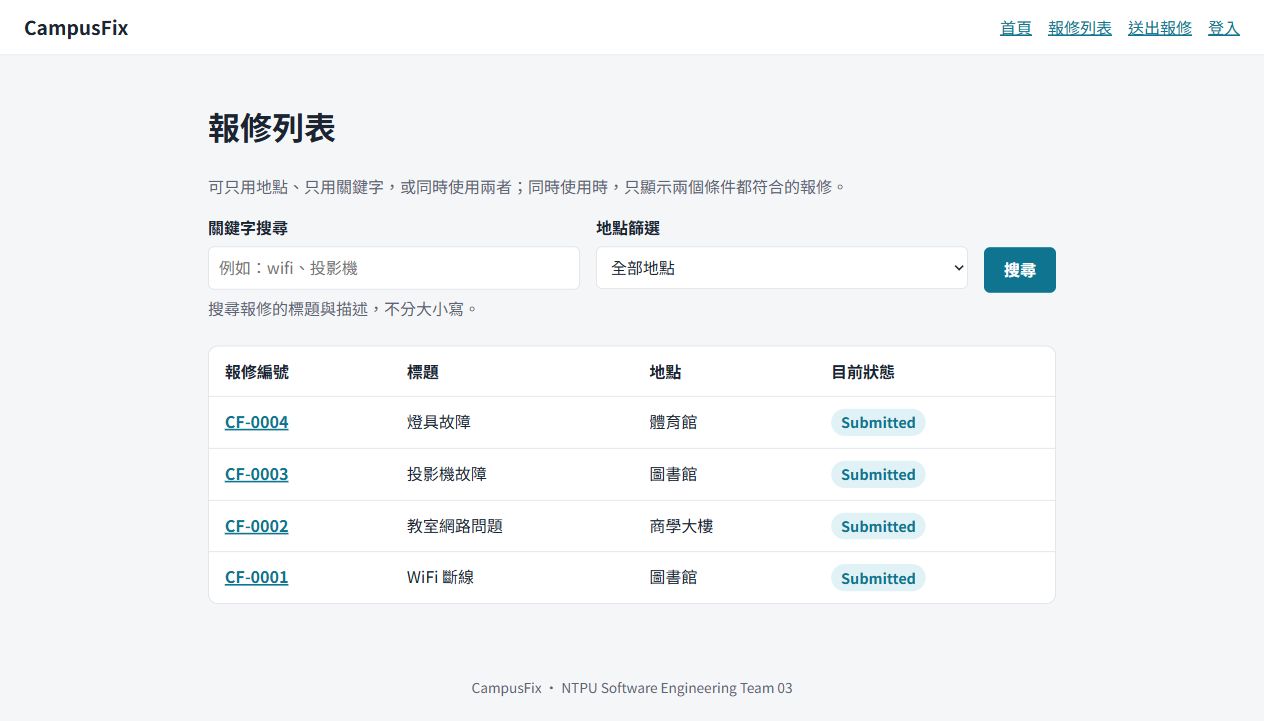 CampusFix
首頁 報修列表 送出報修 登入
報修列表
可只用地點、只用關鍵字，或同時使用兩者；同時使用時，只顯示兩個條件都符合的報修。
關鍵字搜尋 地點篩選
例如：wifi、投影機 全部地點 搜尋
搜尋報修的標題與描述，不分大小寫。
報修編號 標題 地點 目前狀態
CF-0004 燈具故障 體育館 Submitted
CF-0003 投影機故障 圖書館 Submitted
CF-0002 教室網路問題 商學大樓 Submitted
CF-0001 WiFi 斷線 圖書館 Submitted
CampusFix · NTPU Software Engineering Team 03